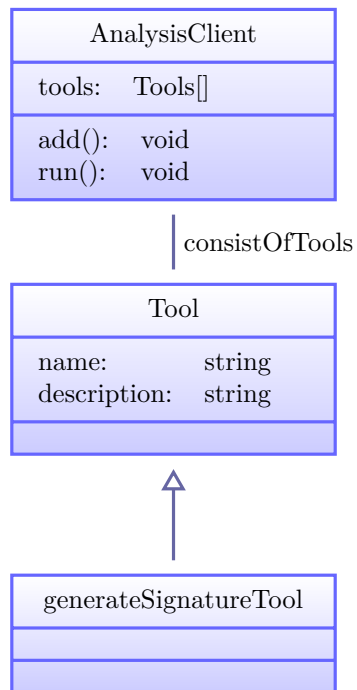 AnalysisClient
tools: Tools[]
add(): void
run(): void
consistOfTools
Tool
name: string
description: string
generateSignatureTool